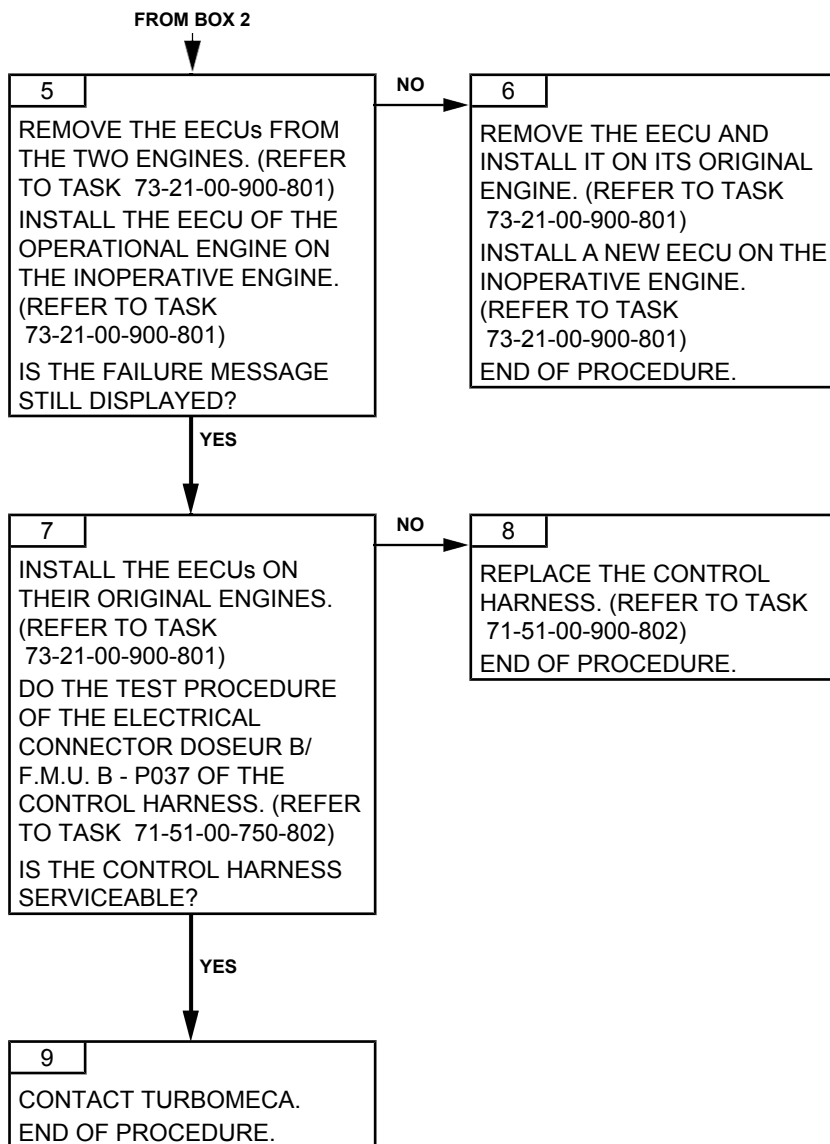 FROM BOX 2
5
REMOVE THE EECUs FROM
THE TWO ENGINES. (REFER
TO TASK 73-21-00-900-801)
INSTALL THE EECU OF THE
OPERATIONAL ENGINE ON
THE INOPERATIVE ENGINE.
(REFER TO TASK
73-21-00-900-801)
IS THE FAILURE MESSAGE
STILL DISPLAYED?
NO
6
REMOVE THE EECU AND
INSTALL IT ON ITS ORIGINAL
ENGINE. (REFER TO TASK
73-21-00-900-801)
INSTALL A NEW EECU ON THE
INOPERATIVE ENGINE.
(REFER TO TASK
73-21-00-900-801)
END OF PROCEDURE.
YES
7
INSTALL THE EECUs ON
THEIR ORIGINAL ENGINES.
(REFER TO TASK
73-21-00-900-801)
DO THE TEST PROCEDURE
OF THE ELECTRICAL
CONNECTOR DOSEUR B/
F.M.U. B - P037 OF THE
CONTROL HARNESS. (REFER
TO TASK 71-51-00-750-802)
IS THE CONTROL HARNESS
SERVICEABLE?
NO
8
REPLACE THE CONTROL
HARNESS. (REFER TO TASK
71-51-00-900-802)
END OF PROCEDURE.
YES
9
CONTACT TURBOMECA.
END OF PROCEDURE.